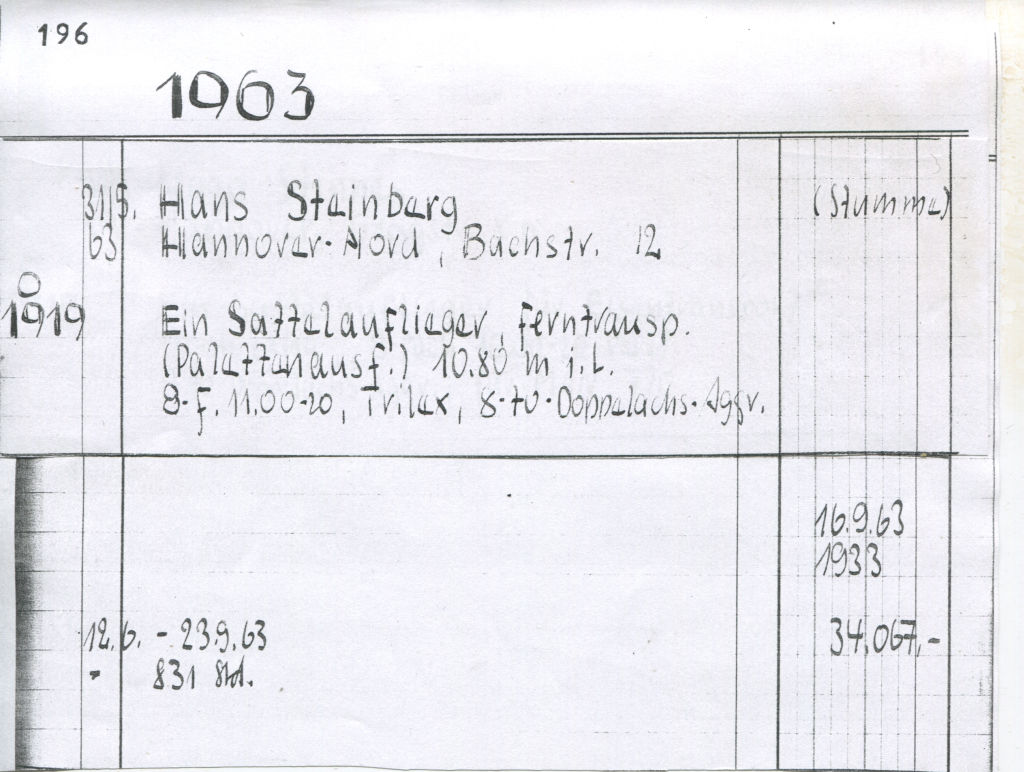 196
1963
31/5. Hans Steinberg (Stumme)
63 Hannover-Nord, Bachstr. 12
O
1919 Ein Sattelauflieger, Ferntransp.
(Palettenausf.) 10.80 m i.L.
8-f. 11.00-20, Trilex, 8-to-Doppelachs-Aggr.
16.9.63
1933
12.6. - 23.9.63 34.067,-
- 831 Std.